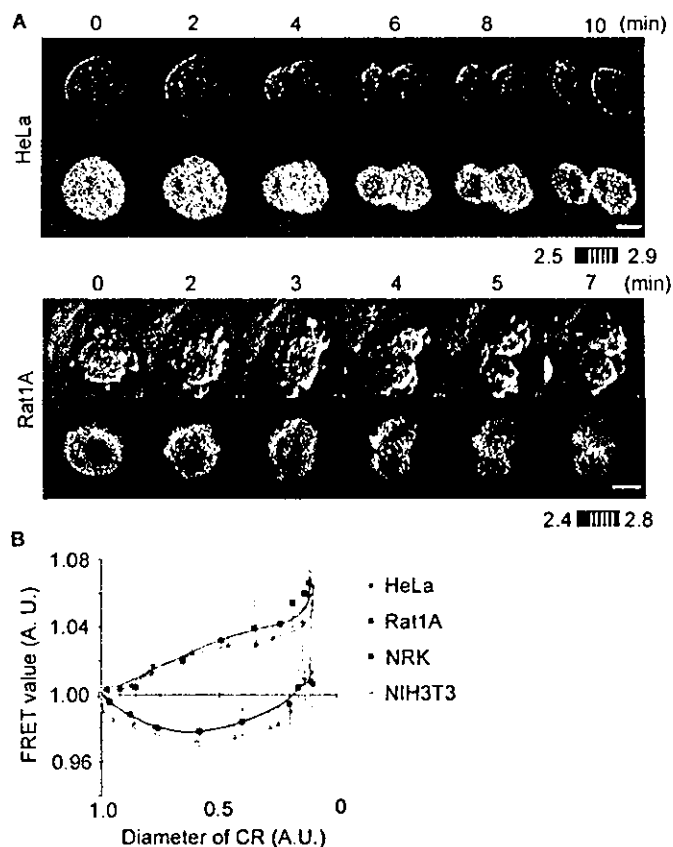 A
0 2 4 6 8 10 (min)
HeLa
2.5 2.9
0 2 3 4 5 7 (min)
Rat1A
2.4 2.8
B
1.08
1.04
1.00
0.96
FRET value (A. U.)
HeLa
Rat1A
NRK
NIH3T3
1.0 0.5 0
Diameter of CR (A.U.)